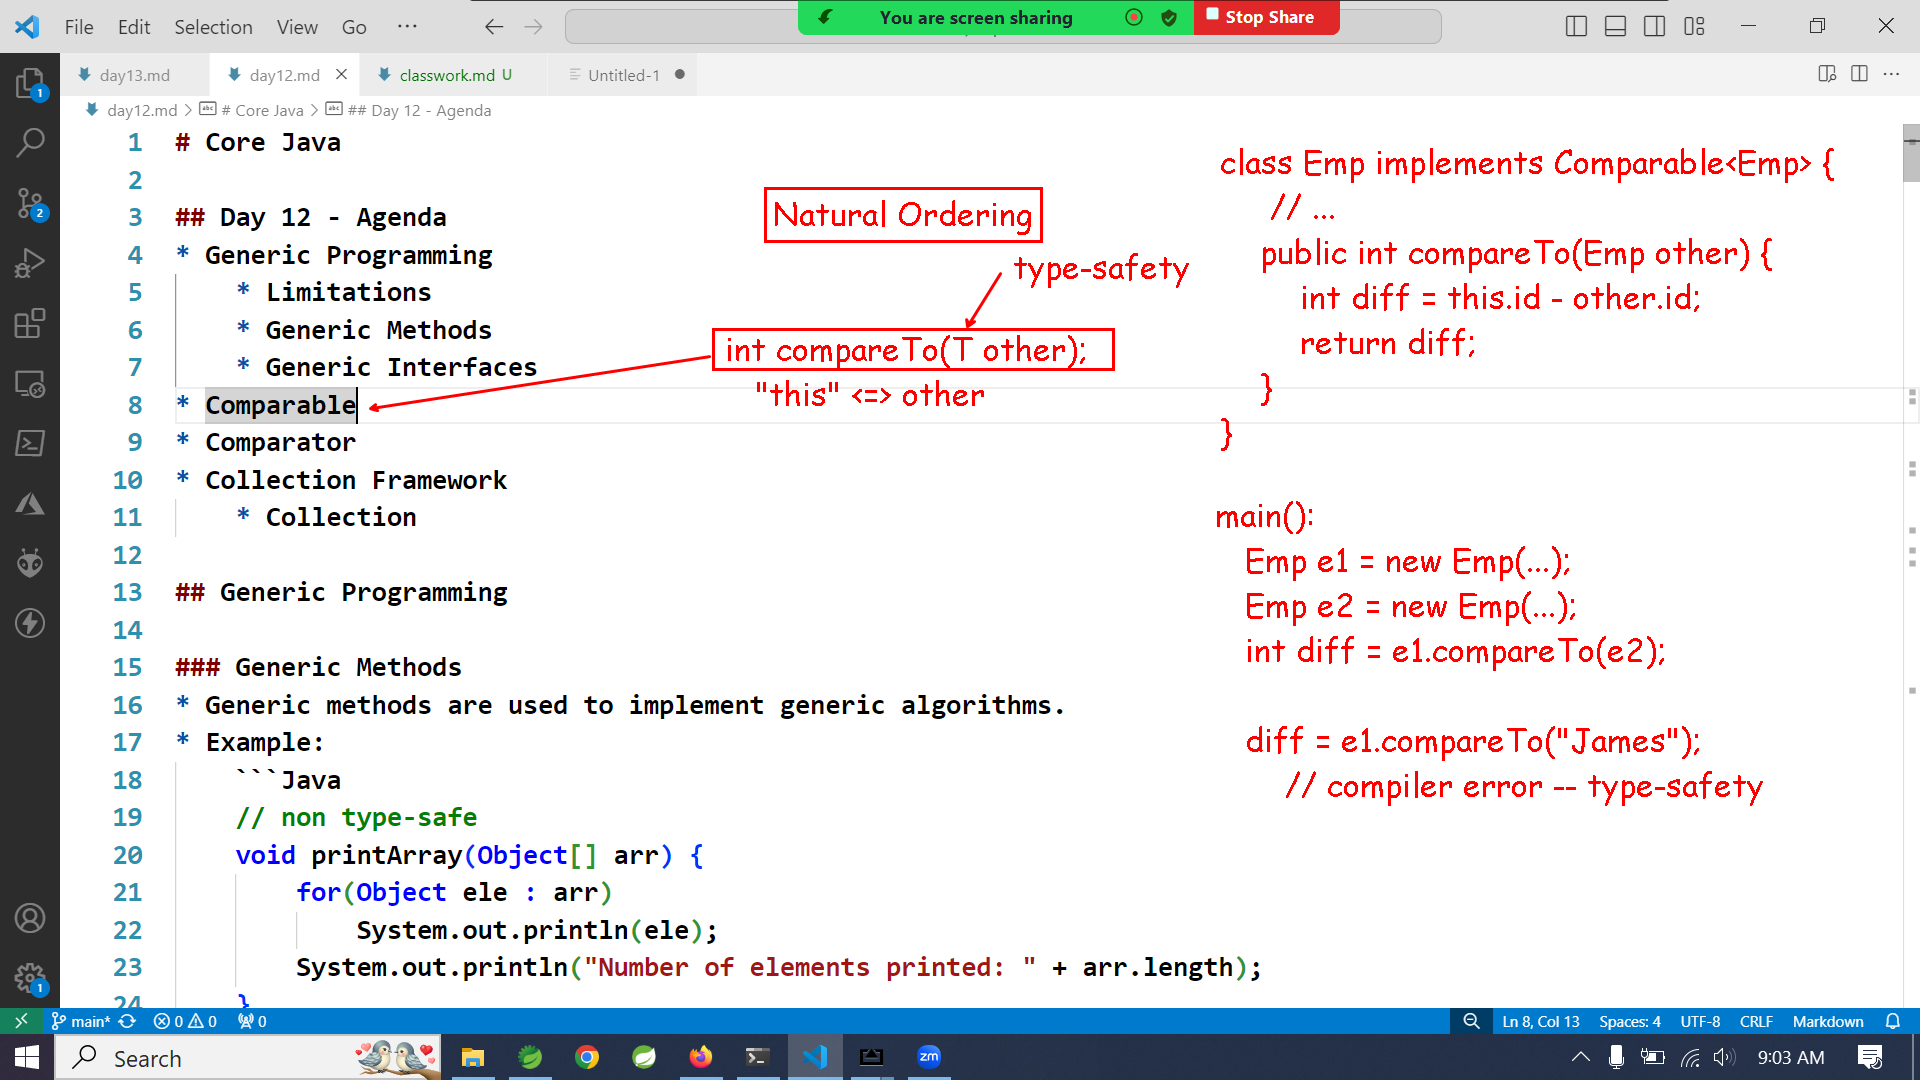 File Edit Selection View Go ···
You are screen sharing
Stop Share
day13.md
day12.md
classwork.md U
Untitled-1
day12.md > # Core Java > ## Day 12 - Agenda
1 # Core Java
2
3 ## Day 12 - Agenda
4 * Generic Programming
5 * Limitations
6 * Generic Methods
7 * Generic Interfaces
8 * Comparable
9 * Comparator
10 * Collection Framework
11 * Collection
12
13 ## Generic Programming
14
15 ### Generic Methods
16 * Generic methods are used to implement generic algorithms.
17 * Example:
18 ```Java
19 // non type-safe
20 void printArray(Object[] arr) {
21 for(Object ele : arr)
22 System.out.println(ele);
23 System.out.println("Number of elements printed: " + arr.length);
24 }
Natural Ordering
type-safety
int compareTo(T other);
"this" <=> other
class Emp implements Comparable<Emp> {
// ...
public int compareTo(Emp other) {
int diff = this.id - other.id;
return diff;
}
}
main():
Emp e1 = new Emp(...);
Emp e2 = new Emp(...);
int diff = e1.compareTo(e2);
diff = e1.compareTo("James");
// compiler error -- type-safety
1
2
1
main* 0 0 0
Ln 8, Col 13 Spaces: 4 UTF-8 CRLF Markdown
Search
zm
9:03 AM